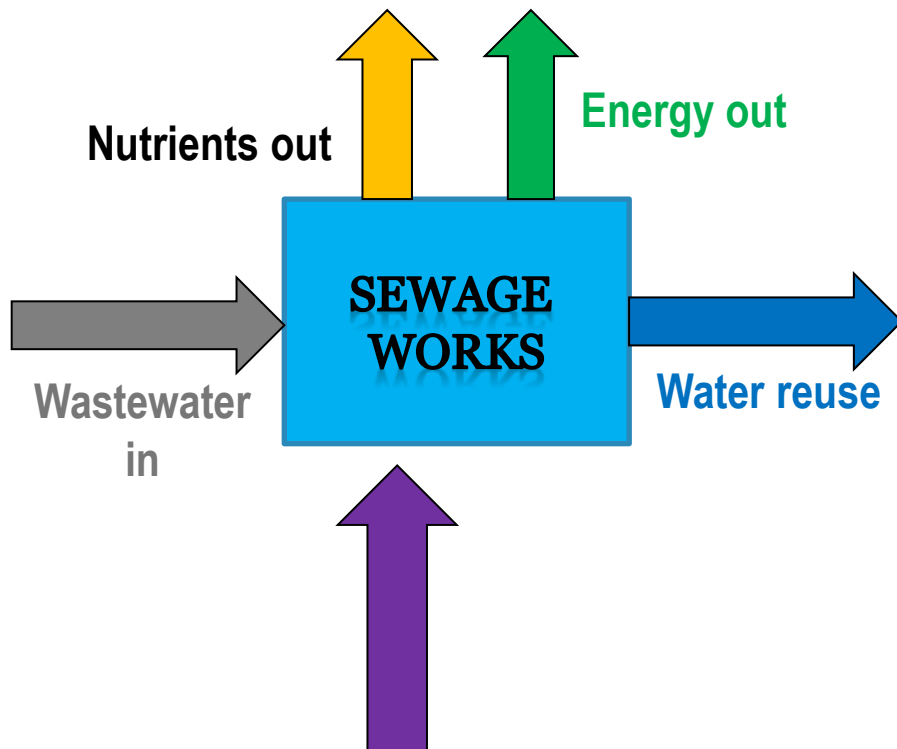 Nutrients out
Energy out
SEWAGE
WORKS
Wastewater
in
Water reuse